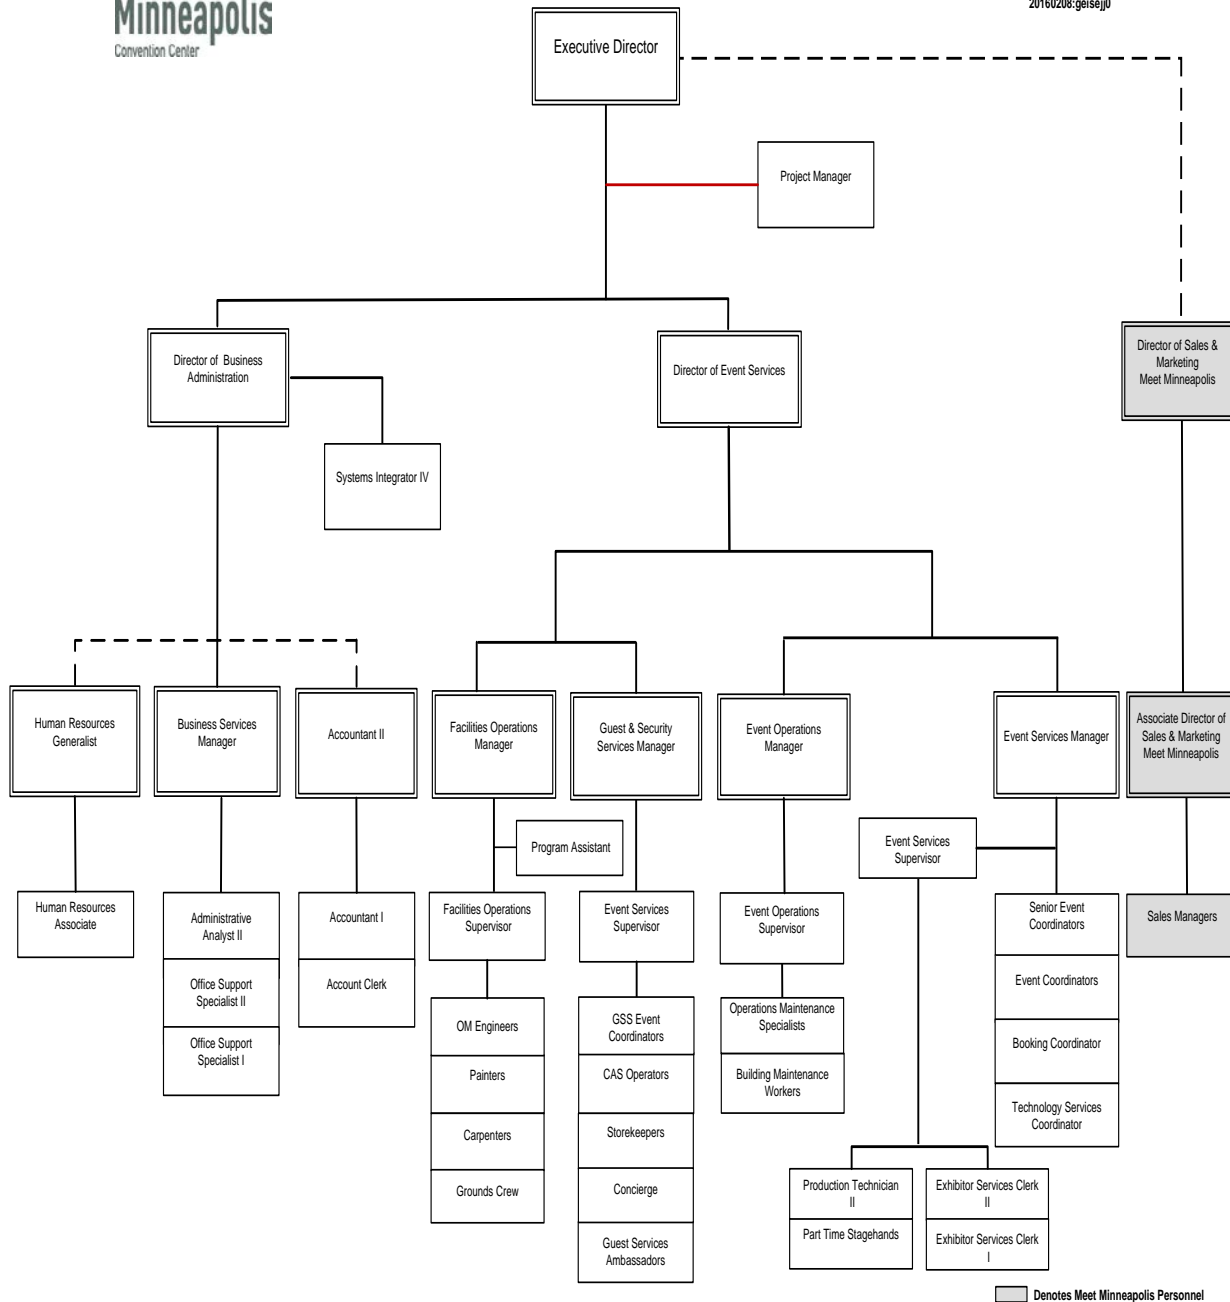 Minneapolis
Convention Center
20160208:geisejj0
Executive Director
Project Manager
Director of Business
Administration
Director of Event Services
Director of Sales &
Marketing
Meet Minneapolis
Systems Integrator IV
Human Resources
Generalist
Business Services
Manager
Accountant II
Facilities Operations
Manager
Guest & Security
Services Manager
Event Operations
Manager
Event Services Manager
Associate Director of
Sales & Marketing
Meet Minneapolis
Program Assistant
Event Services
Supervisor
Human Resources
Associate
Administrative
Analyst II
Office Support
Specialist II
Office Support
Specialist I
Accountant I
Account Clerk
Facilities Operations
Supervisor
OM Engineers
Painters
Carpenters
Grounds Crew
Event Services
Supervisor
GSS Event
Coordinators
CAS Operators
Storekeepers
Concierge
Guest Services
Ambassadors
Event Operations
Supervisor
Operations Maintenance
Specialists
Building Maintenance
Workers
Senior Event
Coordinators
Event Coordinators
Booking Coordinator
Technology Services
Coordinator
Sales Managers
Production Technician
II
Part Time Stagehands
Exhibitor Services Clerk
II
Exhibitor Services Clerk
I
Denotes Meet Minneapolis Personnel